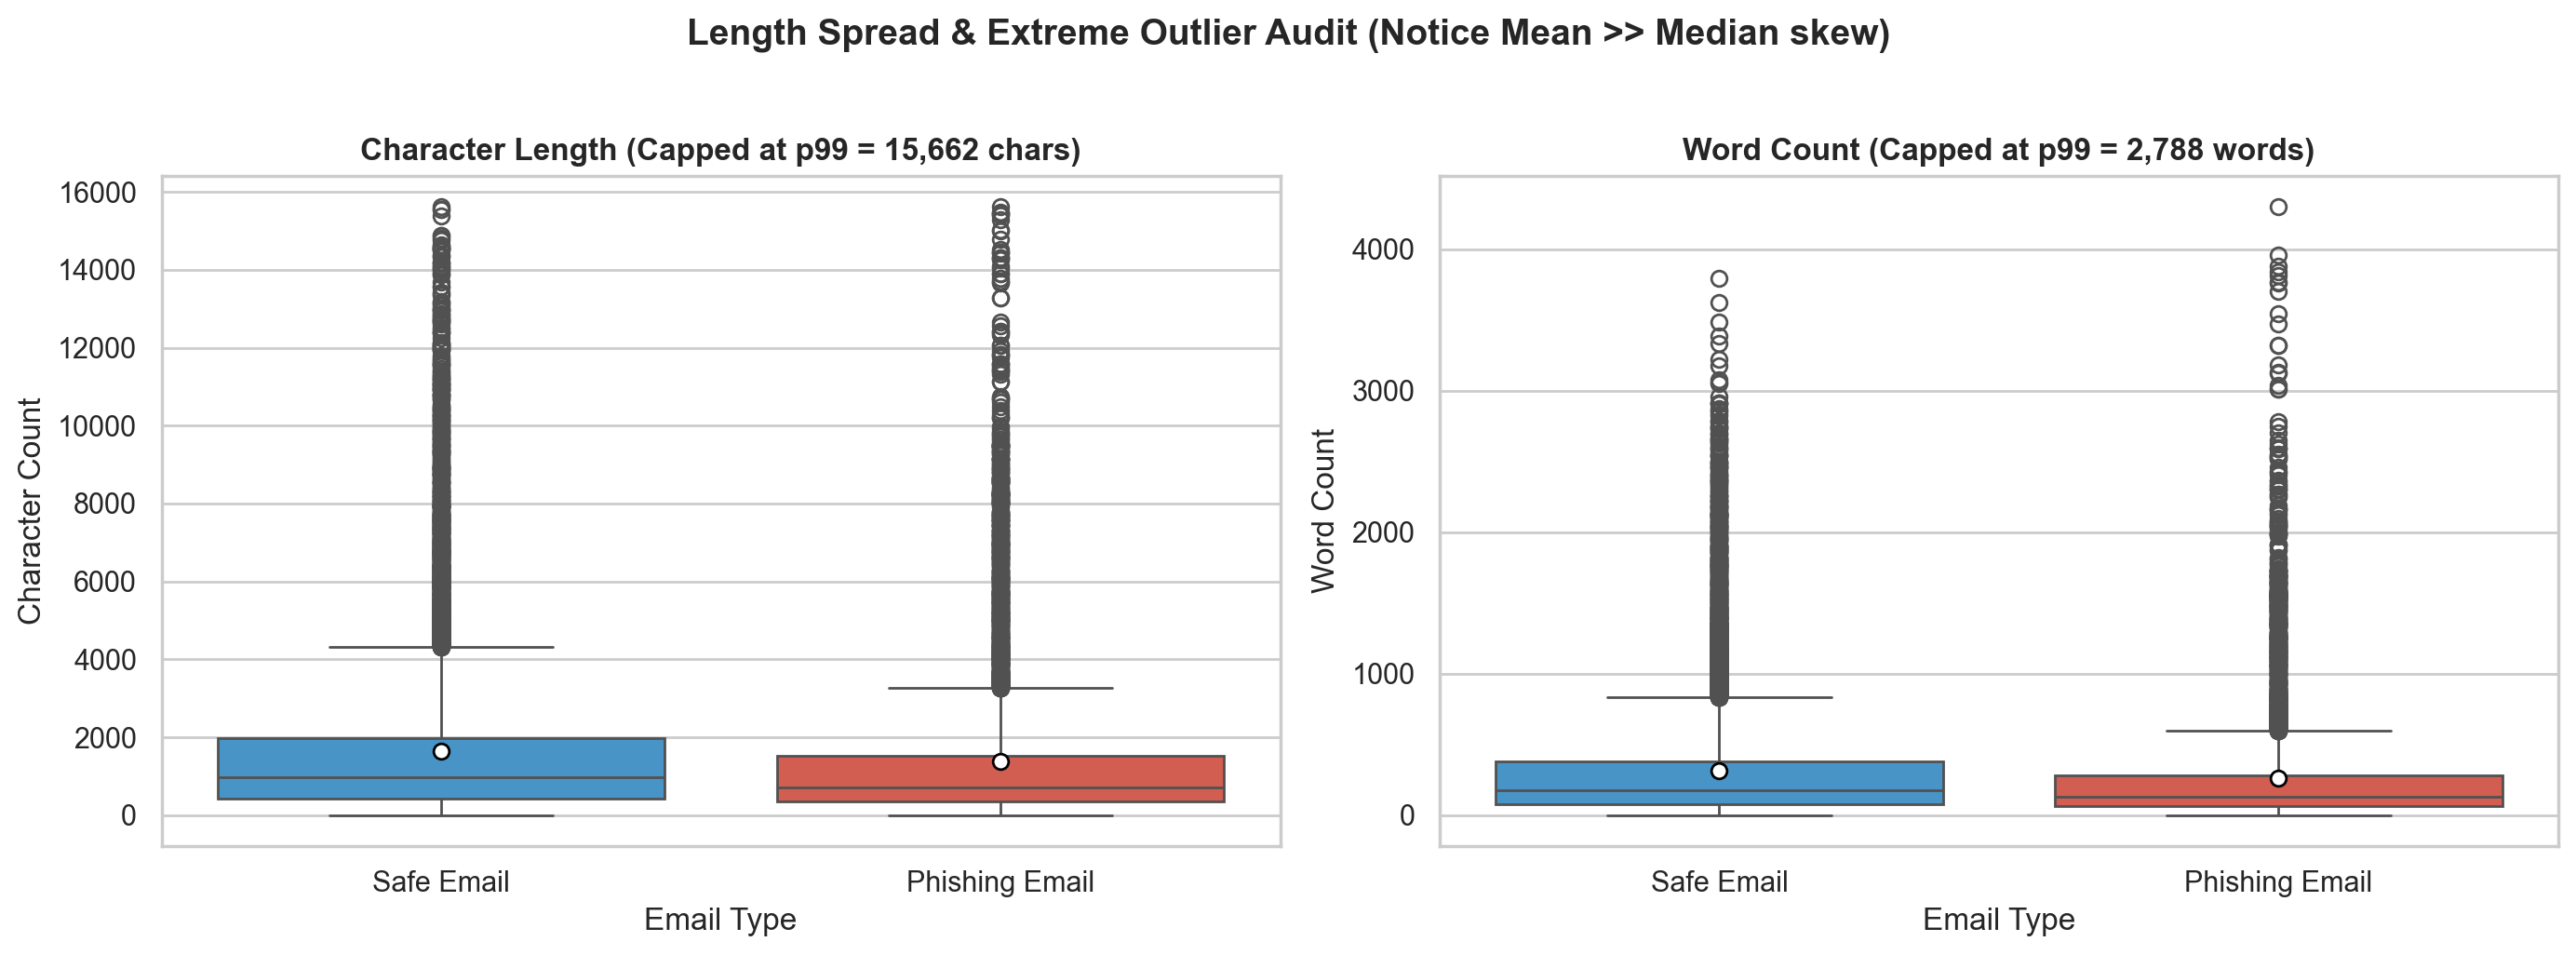 Length Spread & Extreme Outlier Audit (Notice Mean >> Median skew)
Character Length (Capped at p99 = 15,662 chars)
16000
14000
12000
10000
8000
6000
4000
2000
0
Character Count
Safe Email
Phishing Email
Email Type
Word Count (Capped at p99 = 2,788 words)
4000
3000
2000
1000
0
Word Count
Safe Email
Phishing Email
Email Type